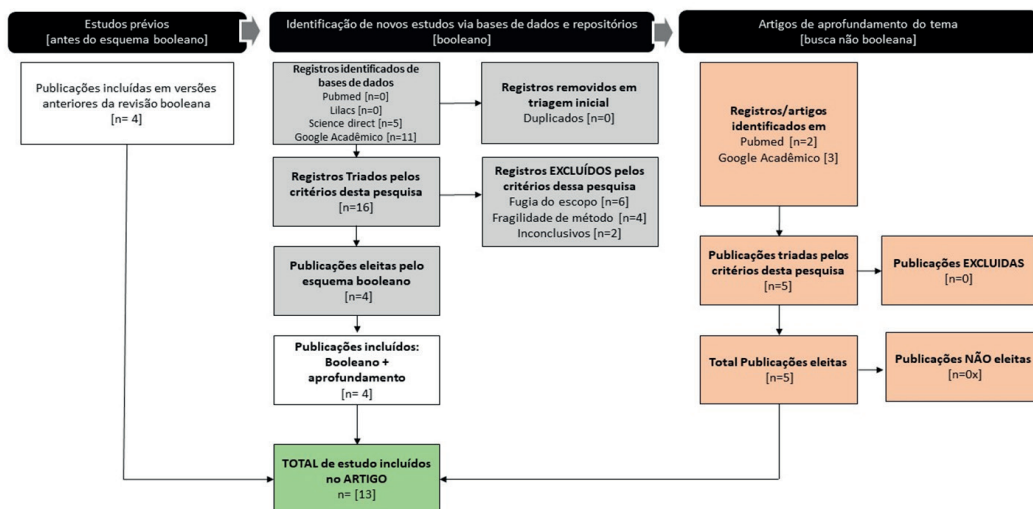 Estudos prévios
[antes do esquema booleano]
Identificação de novos estudos via bases de dados e repositórios
[booleano]
Artigos de aprofundamento do tema
[busca não booleana]
Publicações incluídas em versões
anteriores da revisão booleana
[n= 4]
Registros identificados de
bases de dados
Pubmed [n=0]
Lilacs [n=0]
Science direct [n=5]
Google Acadêmico [n=11]
Registros removidos em
triagem inicial
Duplicados [n=0]
Registros Triados pelos
critérios desta pesquisa
[n=16]
Registros EXCLUÍDOS pelos
critérios dessa pesquisa
Fugia do escopo [n=6]
Fragilidade de método [n=4]
Inconclusivos [n=2]
Publicações eleitas pelo
esquema booleano
[n=4]
Publicações incluídos:
Booleano +
aprofundamento
[n= 4]
TOTAL de estudo incluídos
no ARTIGO
n= [13]
Registros/artigos
identificados em
Pubmed [n=2]
Google Acadêmico [3]
Publicações triadas pelos
critérios desta pesquisa
[n=5]
Publicações EXCLUIDAS
[n=0]
Total Publicações eleitas
[n=5]
Publicações NÃO eleitas
[n=0x]